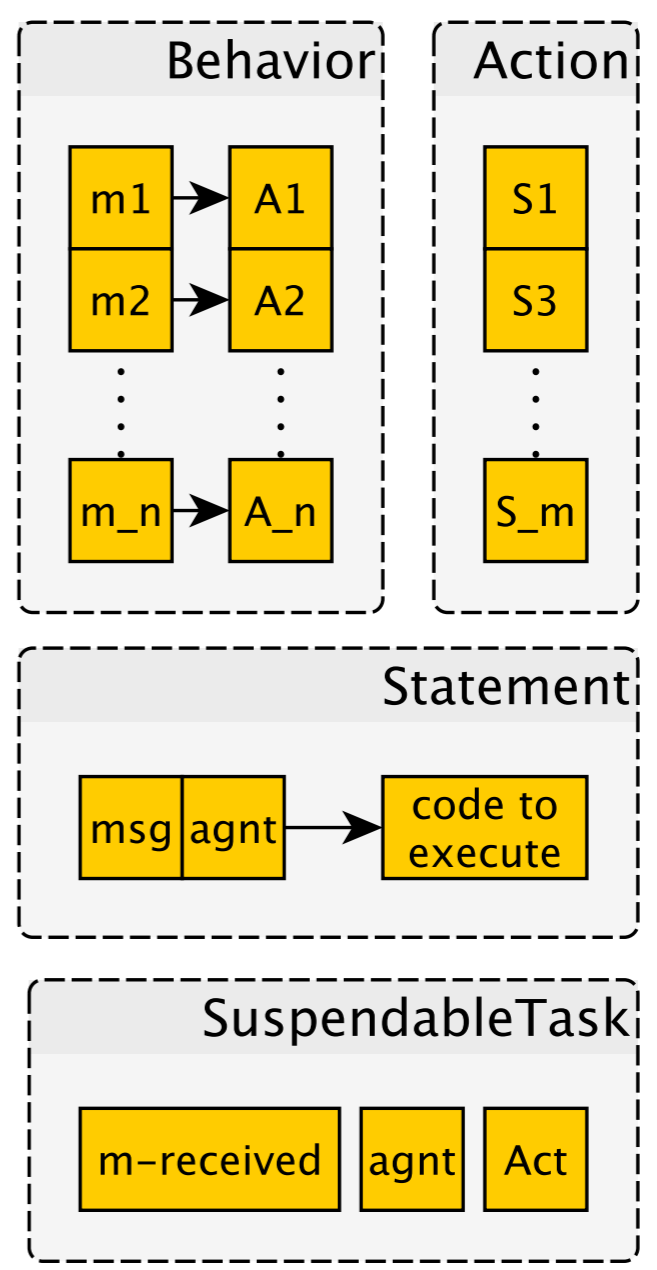 Behavior
m1
A1
m2
A2
m_n
A_n
Action
S1
S3
S_m
Statement
msg
agnt
code to
execute
SuspendableTask
m-received
agnt
Act